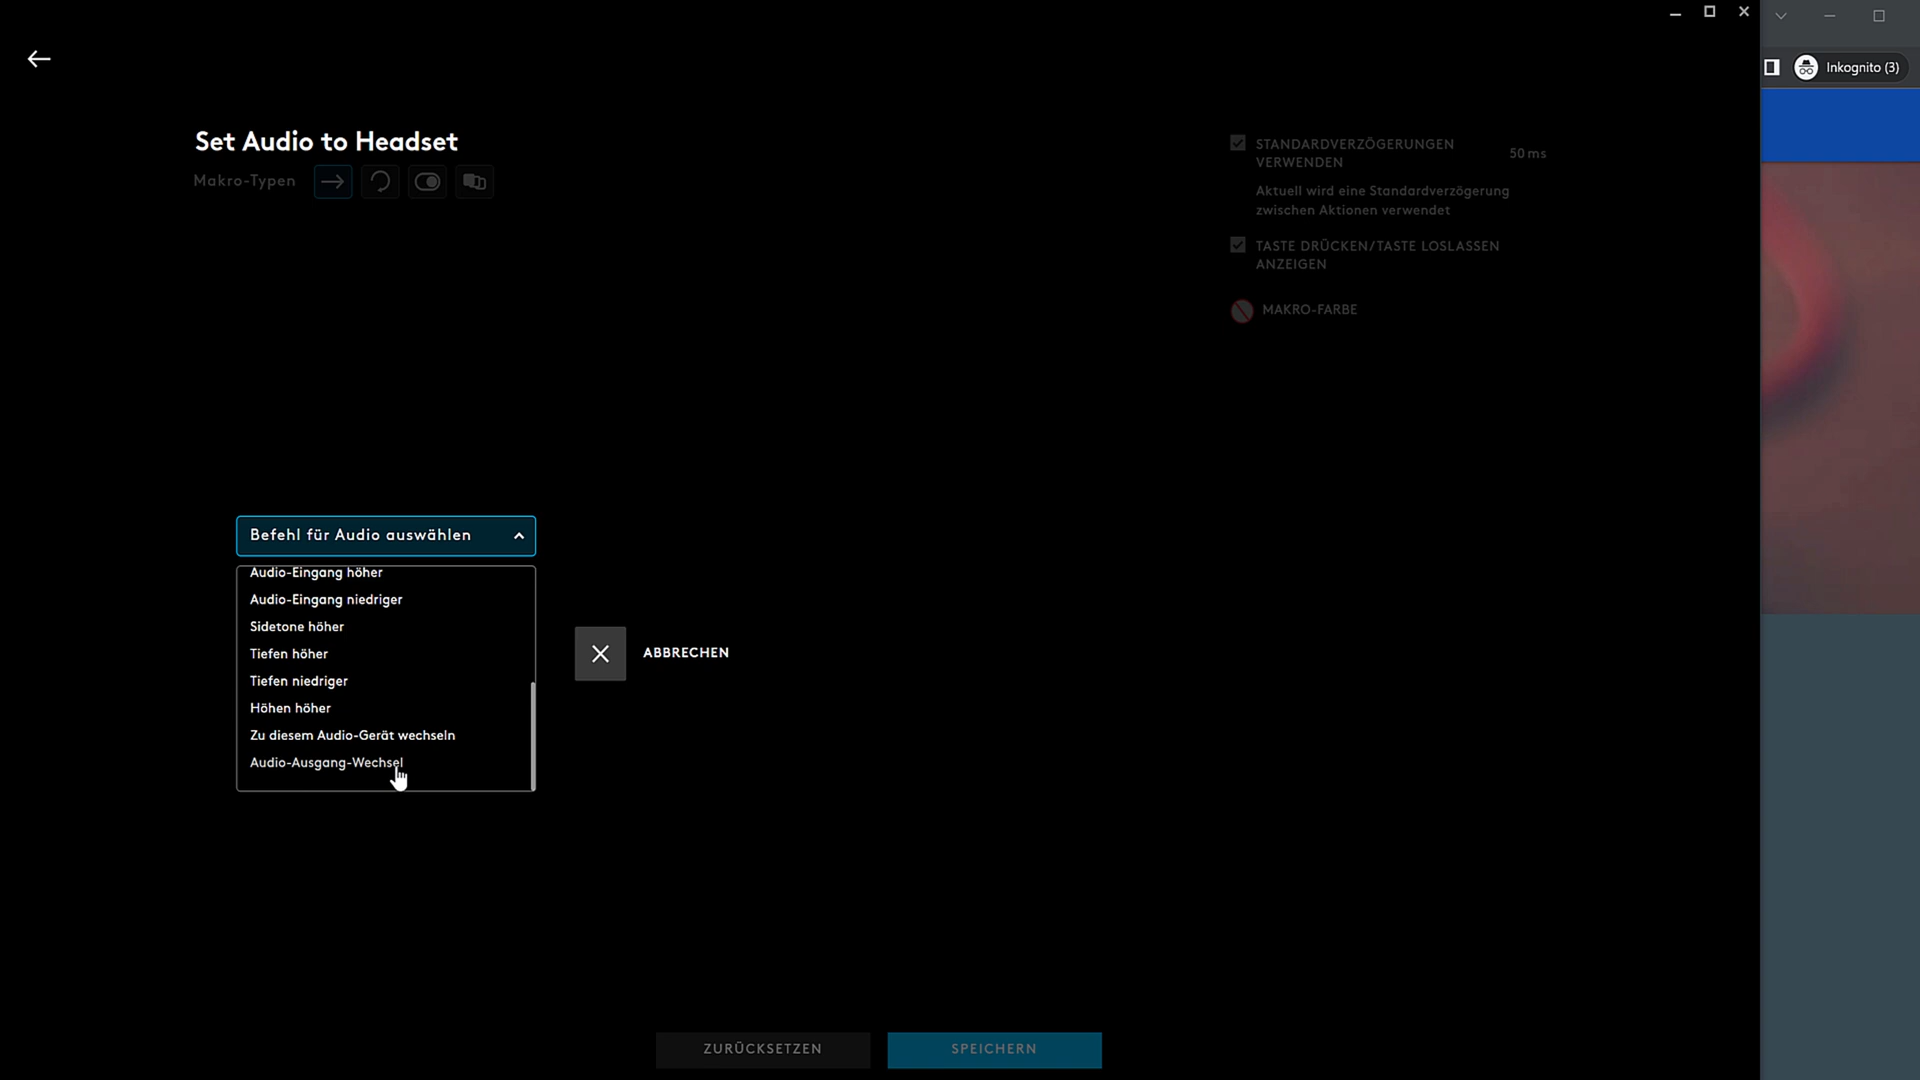 Inkognito (3)
Set Audio to Headset
Makro-Typen
STANDARDVERZÖGERUNGEN
VERWENDEN
50 ms
Aktuell wird eine Standardverzögerung
zwischen Aktionen verwendet
TASTE DRÜCKEN/TASTE LOSLASSEN
ANZEIGEN
MAKRO-FARBE
Befehl für Audio auswählen
Audio-Eingang höher
Audio-Eingang niedriger
Sidetone höher
Tiefen höher
Tiefen niedriger
Höhen höher
Zu diesem Audio-Gerät wechseln
Audio-Ausgang-Wechsel
ABBRECHEN
ZURÜCKSETZEN
SPEICHERN